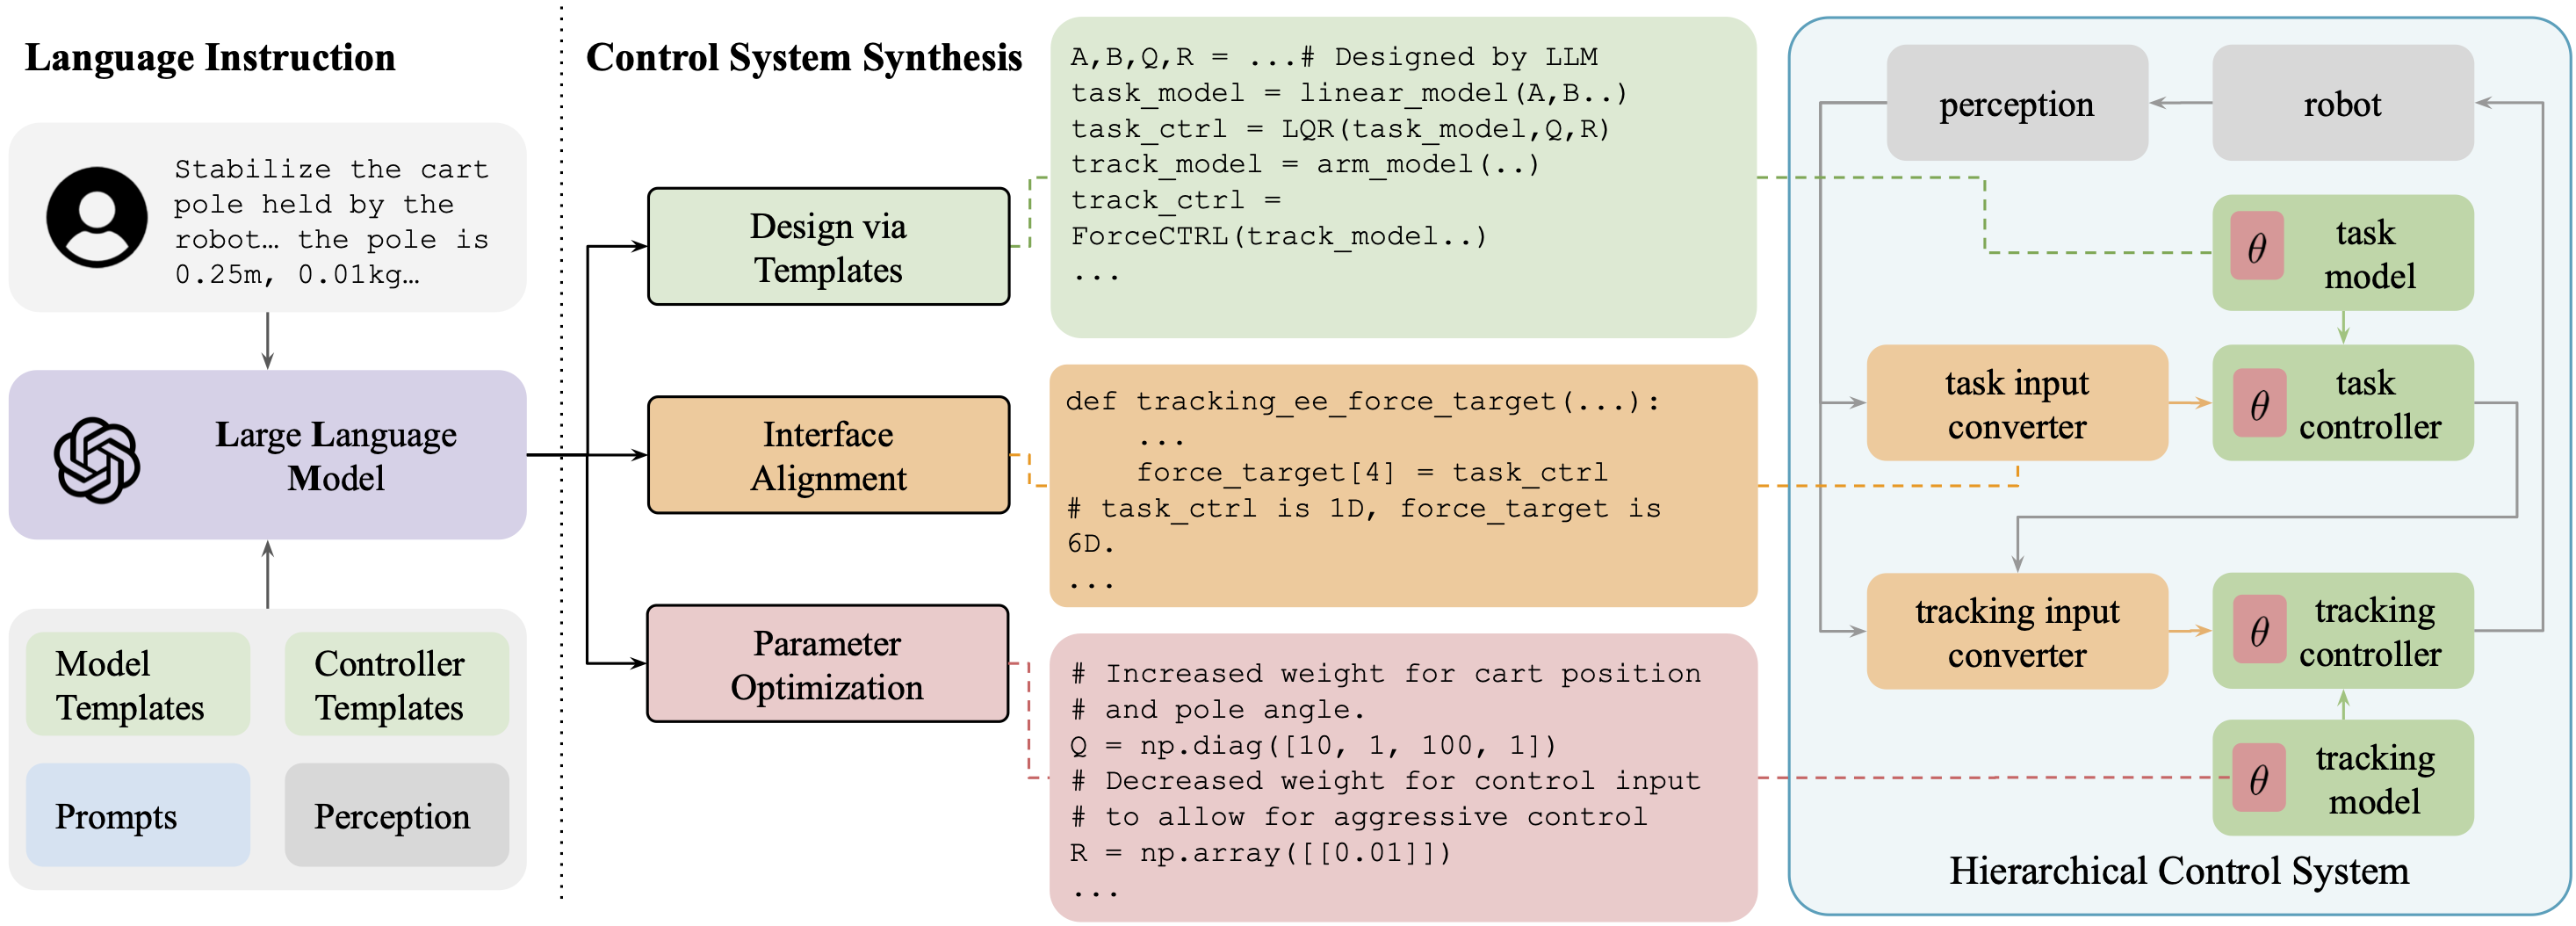 Language Instruction
Stabilize the cart
pole held by the
robot… the pole is
0.25m, 0.01kg…
Large Language
Model
Model
Templates
Controller
Templates
Prompts
Perception
Control System Synthesis
Design via
Templates
Interface
Alignment
Parameter
Optimization
A,B,Q,R = ...# Designed by LLM
task_model = linear_model(A,B..)
task_ctrl = LQR(task_model,Q,R)
track_model = arm_model(..)
track_ctrl =
ForceCTRL(track_model..)
...
def tracking_ee_force_target(...):
...
force_target[4] = task_ctrl
# task_ctrl is 1D, force_target is
6D.
...
# Increased weight for cart position
# and pole angle.
Q = np.diag([10, 1, 100, 1])
# Decreased weight for control input
# to allow for aggressive control
R = np.array([[0.01]])
...
perception
robot
θ
task
model
task input
converter
θ
task
controller
tracking input
converter
θ
tracking
controller
θ
tracking
model
Hierarchical Control System